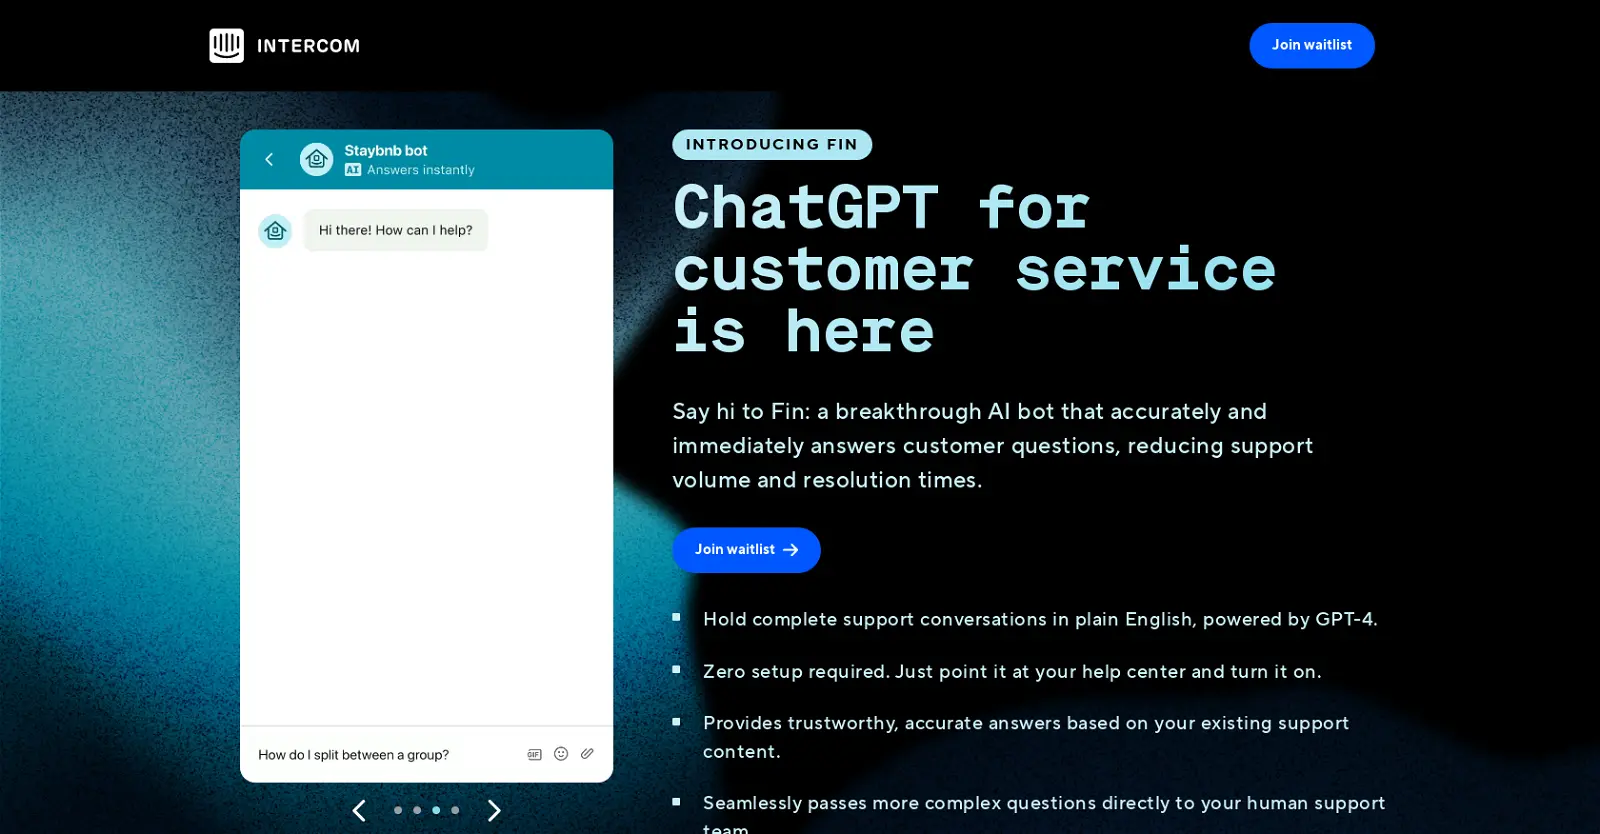 INTERCOM
Join waitlist
Staybnb bot
AI Answers instantly
Hi there! How can I help?
How do I split between a group?
GIF
INTRODUCING FIN
ChatGPT for
customer service
is here
Say hi to Fin: a breakthrough AI bot that accurately and
immediately answers customer questions, reducing support
volume and resolution times.
Join waitlist
Hold complete support conversations in plain English, powered by GPT-4.
Zero setup required. Just point it at your help center and turn it on.
Provides trustworthy, accurate answers based on your existing support
content.
Seamlessly passes more complex questions directly to your human support
team.